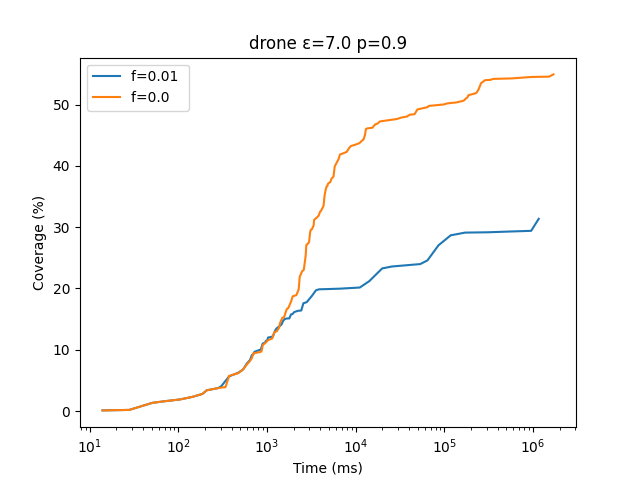 drone ε=7.0 p=0.9
f=0.01
f=0.0
Coverage (%)
50
40
30
20
10
0
10¹ 10² 10³ 10⁴ 10⁵ 10⁶
Time (ms)